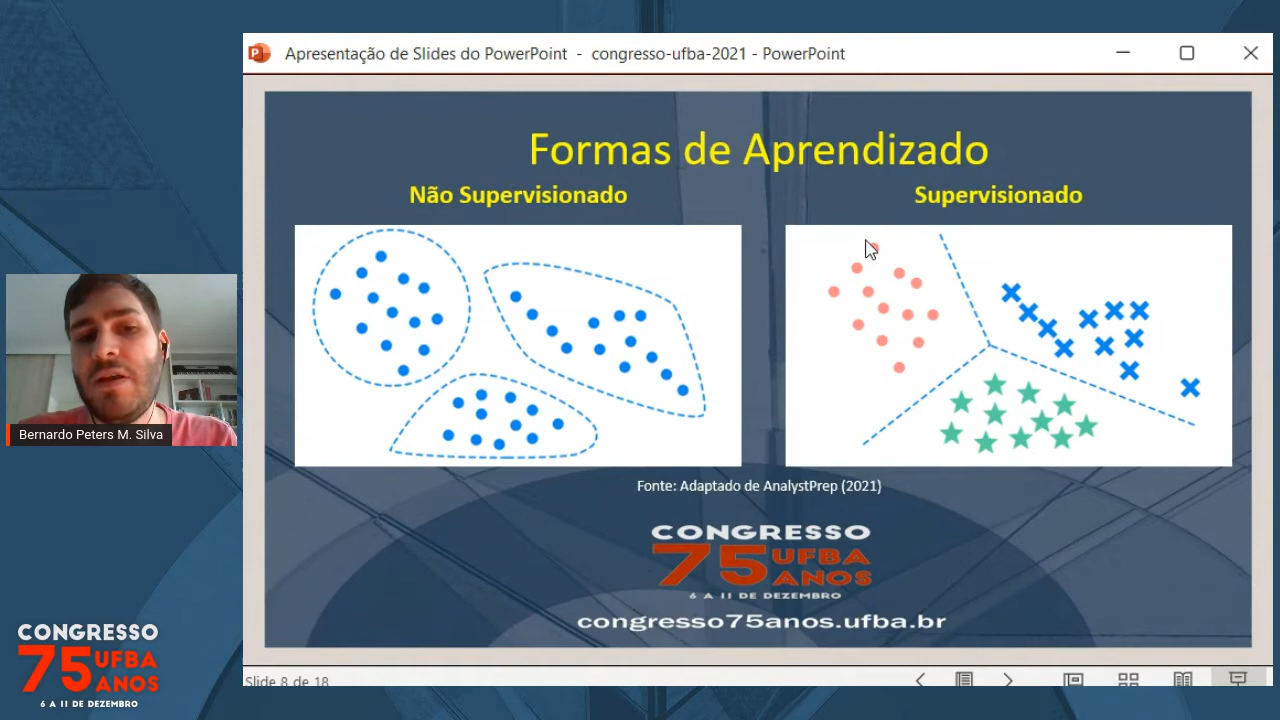 Apresentação de Slides do PowerPoint - congresso-ufba-2021 - PowerPoint
Formas de Aprendizado
Não Supervisionado
Supervisionado
Fonte: Adaptado de AnalystPrep (2021)
CONGRESSO
75 UFBA
ANOS
6 A 11 DE DEZEMBRO
congresso75anos.ufba.br
Slide 8 de 18
Bernardo Peters M. Silva
CONGRESSO
75 UFBA
ANOS
6 A 11 DE DEZEMBRO